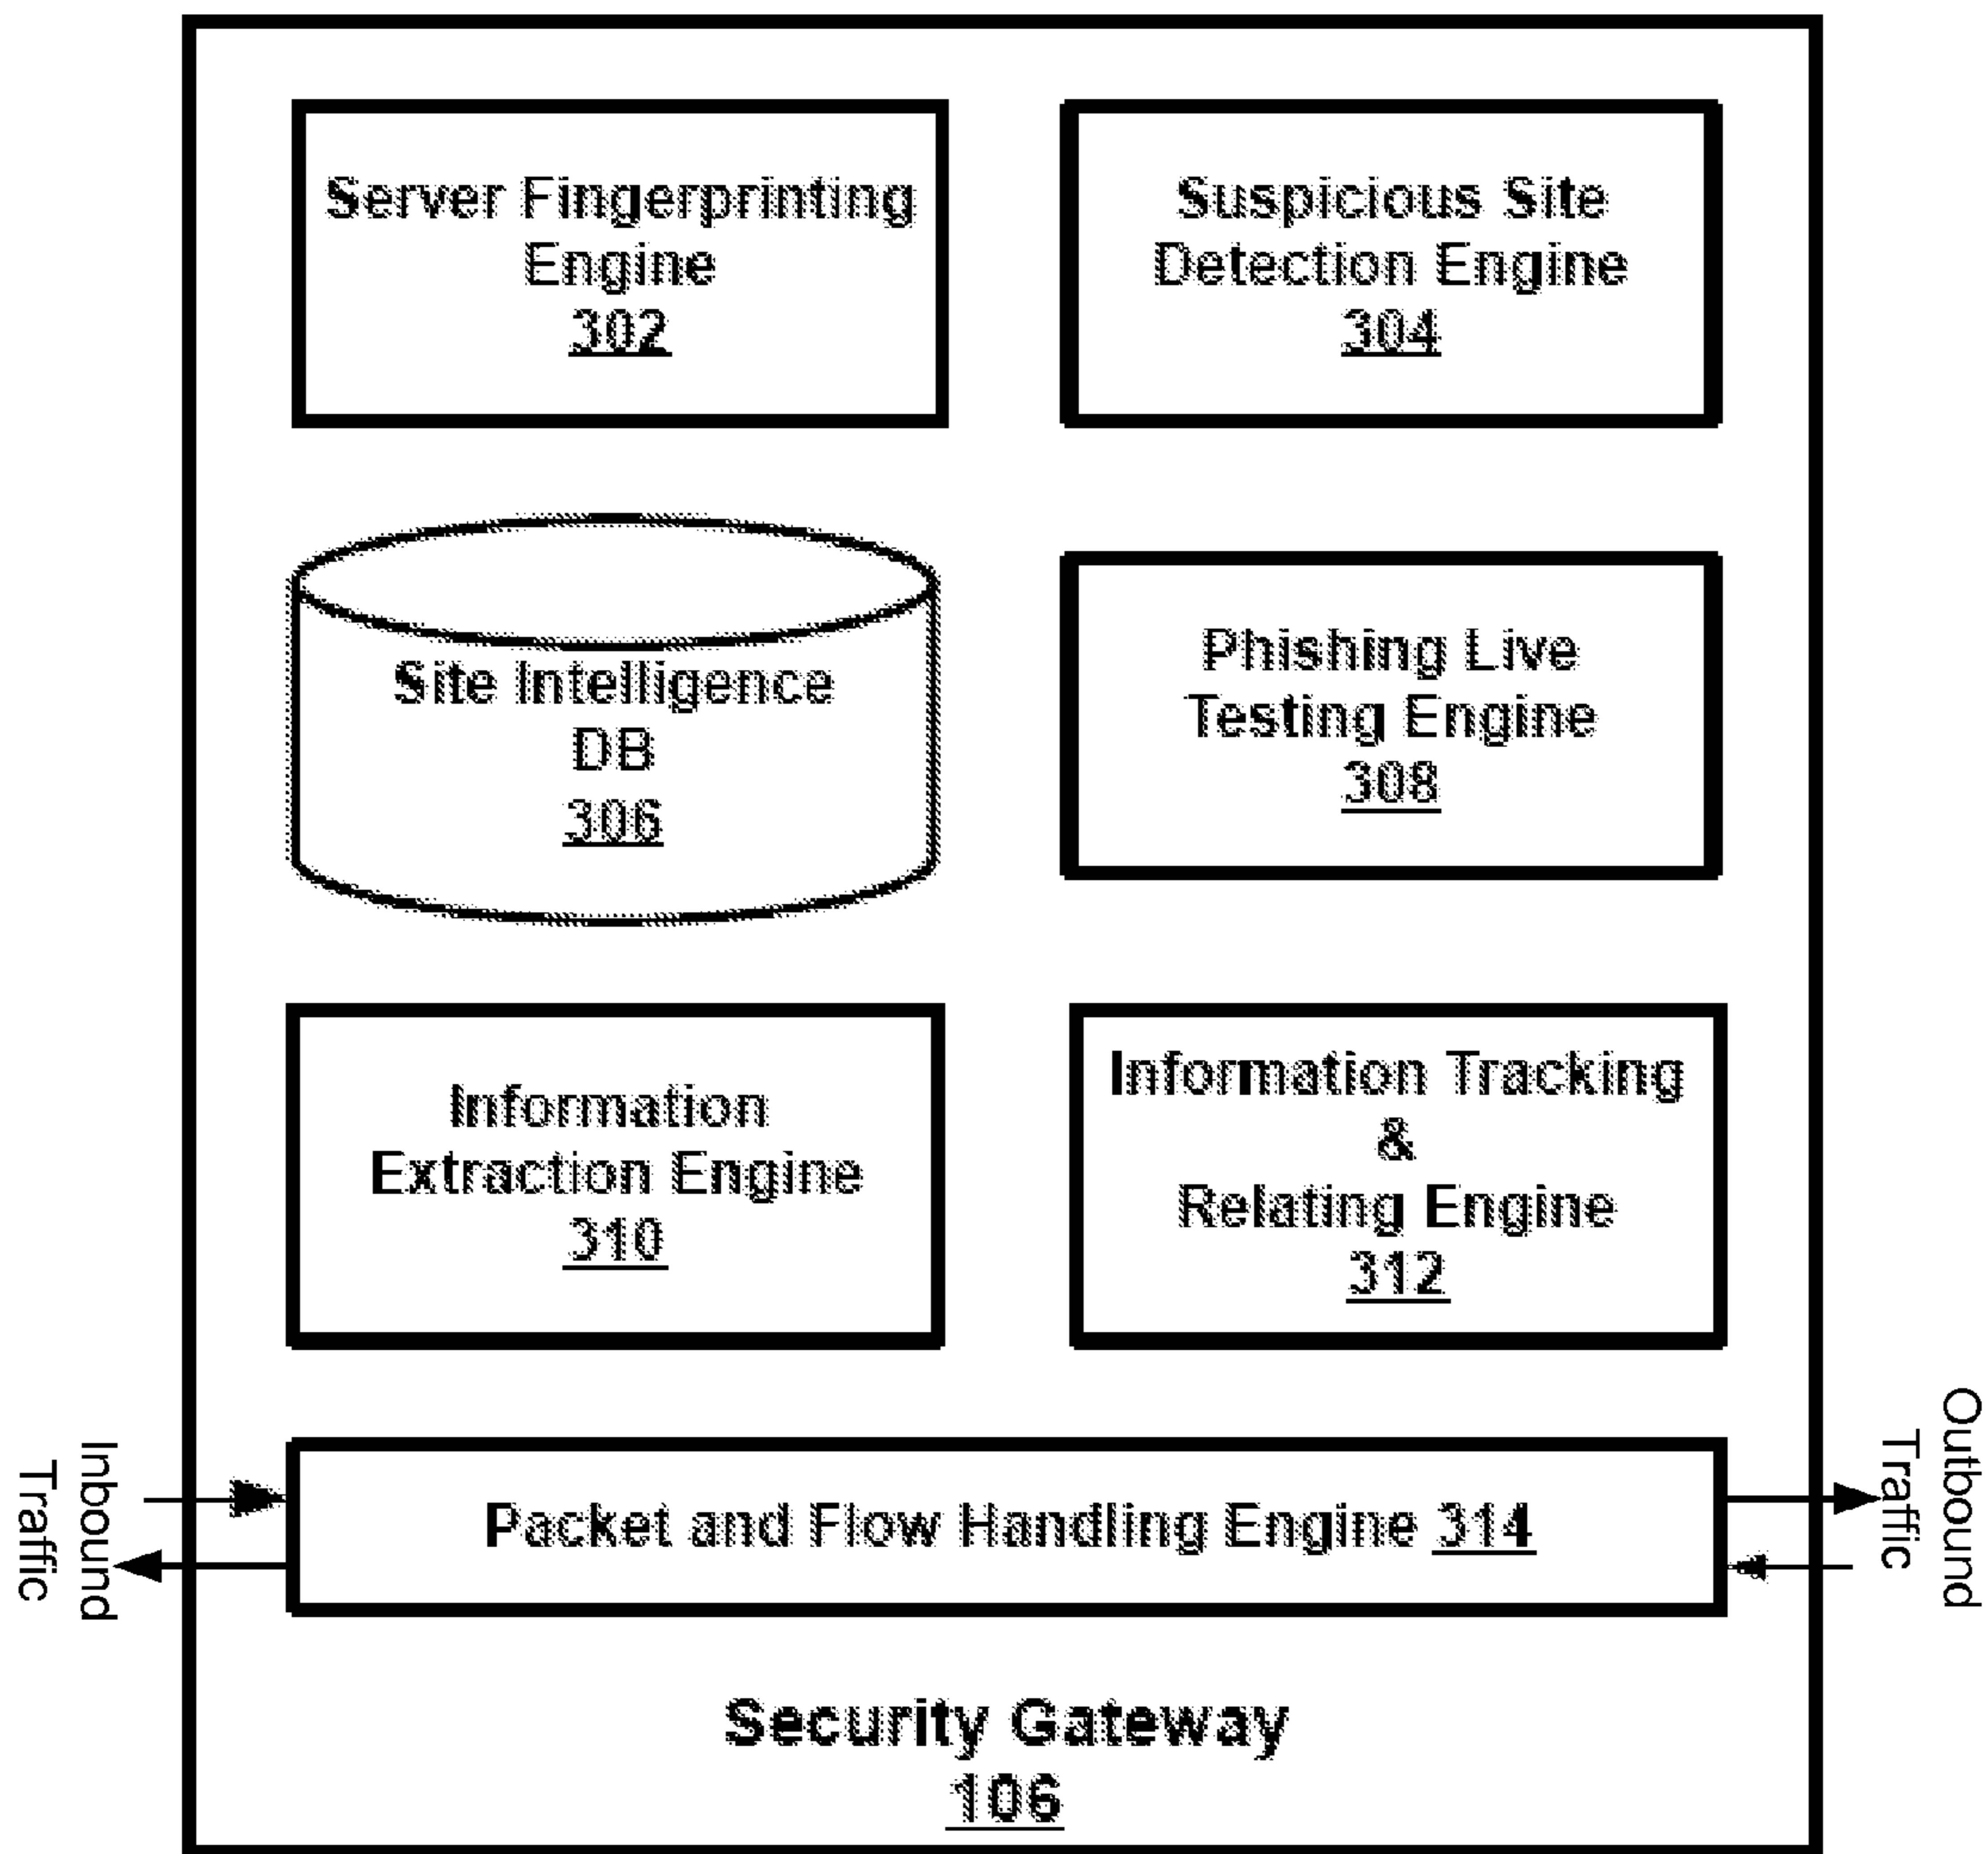 Server Fingerprinting
Engine
302
Suspicious Site
Detection Engine
304
Site Intelligence
DB
306
Phishing Live
Testing Engine
308
Information
Extraction Engine
310
Information Tracking
&
Relating Engine
312
Inbound
Traffic
Packet and Flow Handling Engine 314
Outbound
Traffic
Security Gateway
106